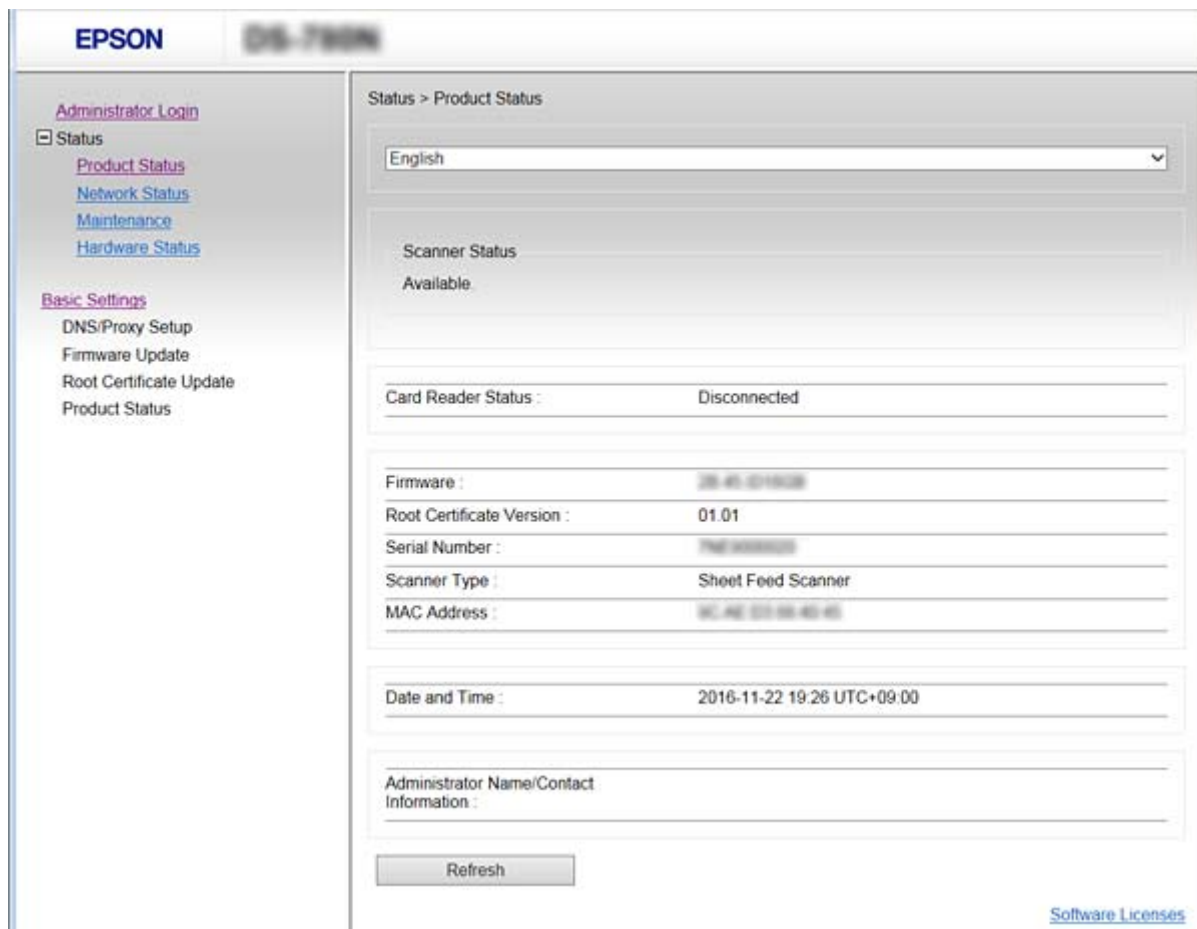 EPSON
Administrator Login
Status
Product Status
Network Status
Maintenance
Hardware Status
Basic Settings
DNS/Proxy Setup
Firmware Update
Root Certificate Update
Product Status
Status > Product Status
English
Scanner Status
Available.
Card Reader Status : Disconnected
Firmware :
Root Certificate Version : 01.01
Serial Number :
Scanner Type : Sheet Feed Scanner
MAC Address :
Date and Time : 2016-11-22 19:26 UTC+09:00
Administrator Name/Contact
Information :
Refresh
Software Licenses